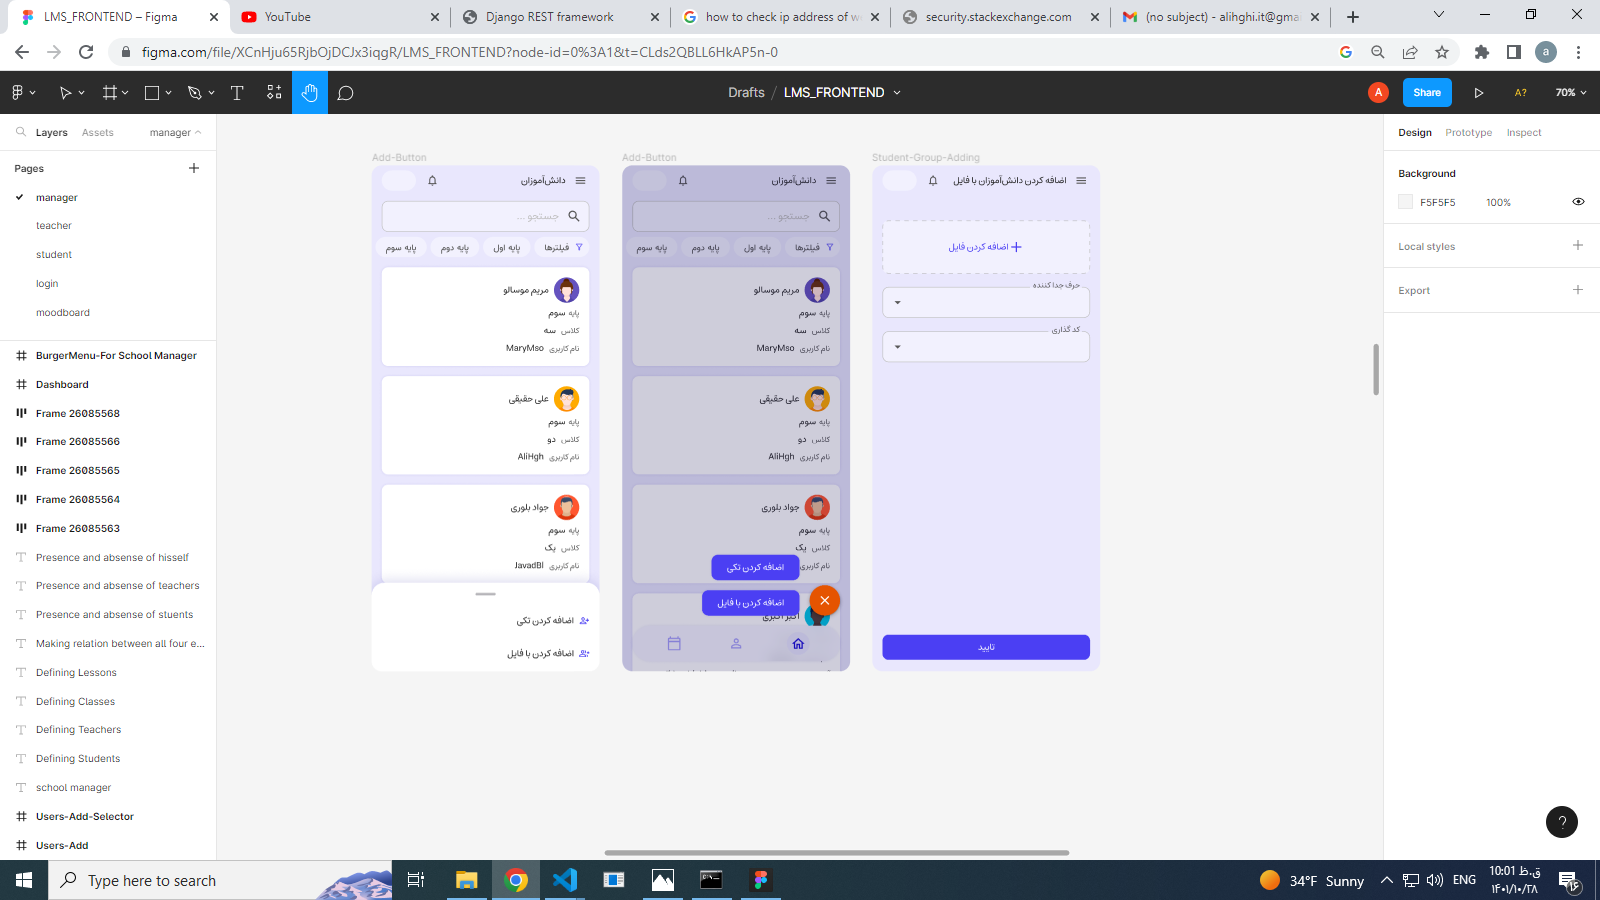 LMS_FRONTEND – Figma
YouTube
Django REST framework
how to check ip address of w
security.stackexchange.com
(no subject) - alihghi.it@gma
figma.com/file/XCnHju65RjbOjDCJx3iqgR/LMS_FRONTEND?node-id=0%3A1&t=CLds2QBLL6HkAP5n-0
a
Drafts / LMS_FRONTEND
A
Share
A?
70%
Layers
Assets
manager
Pages
manager
teacher
student
login
moodboard
BurgerMenu-For School Manager
Dashboard
Frame 26085568
Frame 26085566
Frame 26085565
Frame 26085564
Frame 26085563
Presence and absense of hisself
Presence and absense of teachers
Presence and absense of stuents
Making relation between all four e...
Defining Lessons
Defining Classes
Defining Teachers
Defining Students
school manager
Users-Add-Selector
Users-Add
Add-Button
دانش‌آموزان
جستجو ...
فیلترها
پایه اول
پایه دوم
پایه سوم
مریم موسالو
پایه سوم
کلاس سه
نام کاربری MaryMso
علی حقیقی
پایه سوم
کلاس دو
نام کاربری AliHgh
جواد بلوری
پایه سوم
کلاس یک
نام کاربری JavadBl
اضافه کردن تکی
اضافه کردن با فایل
Add-Button
دانش‌آموزان
جستجو ...
فیلترها
پایه اول
پایه دوم
پایه سوم
مریم موسالو
پایه سوم
کلاس سه
نام کاربری MaryMso
علی حقیقی
پایه سوم
کلاس دو
نام کاربری AliHgh
جواد بلوری
پایه سوم
کلاس یک
نام کاربری
اضافه کردن تکی
اضافه کردن با فایل
اکبر اکبری
Student-Group-Adding
اضافه کردن دانش‌آموزان با فایل
اضافه کردن فایل
حرف جدا کننده
کد گذاری
تایید
Design
Prototype
Inspect
Background
F5F5F5
100%
Local styles
Export
?
Type here to search
34°F Sunny
ENG
10:01 ق.ظ
۱۴۰۱/۱۰/۲۸
۱۶